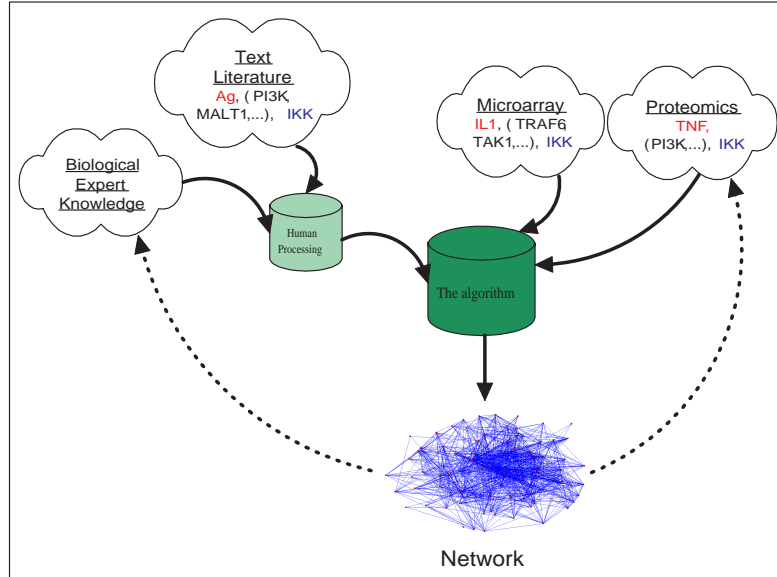 Text
Literature
Ag, ( PI3K,
MALT1,...), IKK
Microarray
IL1, ( TRAF6,
TAK1,...), IKK
Proteomics
TNF,
(PI3K,...), IKK
Biological
Expert
Knowledge
Human
Processing
The algorithm
Network